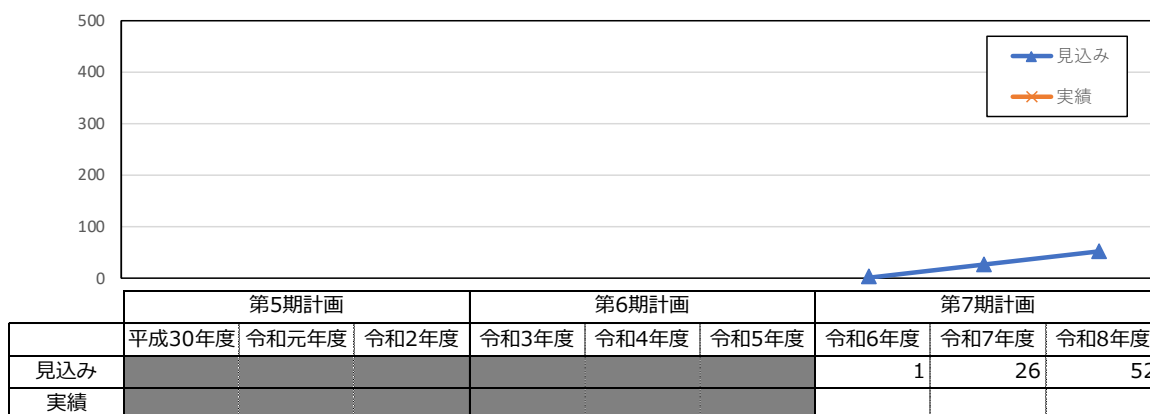 500
400
300
200
100
0
見込み
実績
第5期計画 第6期計画 第7期計画
平成30年度 令和元年度 令和2年度 令和3年度 令和4年度 令和5年度 令和6年度 令和7年度 令和8年度
見込み 1 26 52
実績